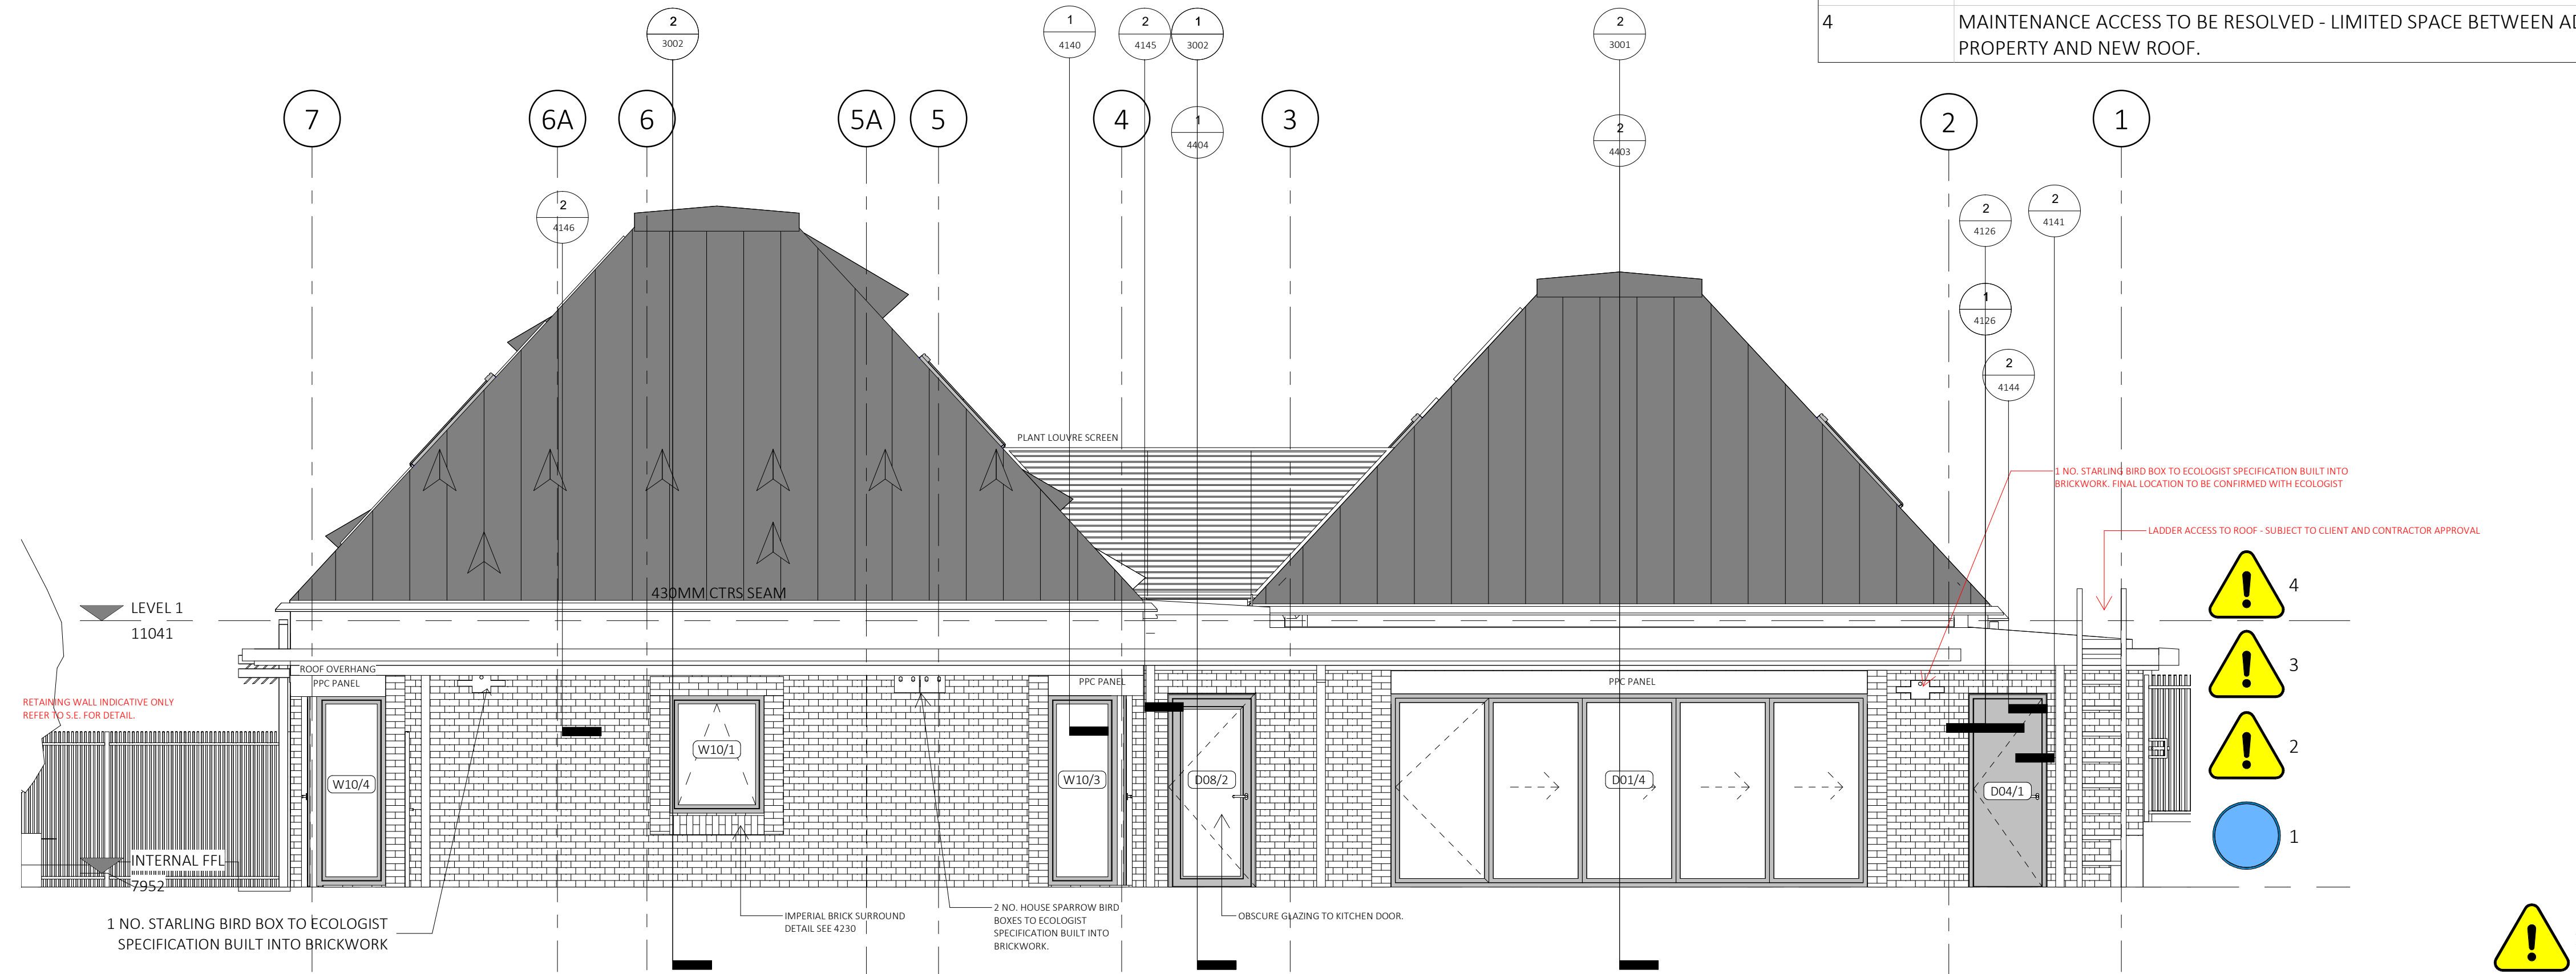 4
MAINTENANCE ACCESS TO BE RESOLVED - LIMITED SPACE BETWEEN
PROPERTY AND NEW ROOF.
2
3002
1
4140
2
4145
1
3002
2
3001
7
6A
6
5A
5
4
3
2
1
1
4404
2
4403
2
4146
2
4126
2
4141
1
4126
2
4144
PLANT LOUVRE SCREEN
1 NO. STARLING BIRD BOX TO ECOLOGIST SPECIFICATION BUILT INTO
BRICKWORK. FINAL LOCATION TO BE CONFIRMED WITH ECOLOGIST
LADDER ACCESS TO ROOF - SUBJECT TO CLIENT AND CONTRACTOR APPROVAL
430MM CTRS SEAM
LEVEL 1
11041
4
3
2
1
ROOF OVERHANG
PPC PANEL
PPC PANEL
PPC PANEL
RETAINING WALL INDICATIVE ONLY
REFER TO S.E. FOR DETAIL.
W10/4
W10/1
W10/3
D08/2
D01/4
D04/1
INTERNAL FFL
7952
1 NO. STARLING BIRD BOX TO ECOLOGIST
SPECIFICATION BUILT INTO BRICKWORK
IMPERIAL BRICK SURROUND
DETAIL SEE 4230
2 NO. HOUSE SPARROW BIRD
BOXES TO ECOLOGIST
SPECIFICATION BUILT INTO
BRICKWORK.
OBSCURE GLAZING TO KITCHEN DOOR.